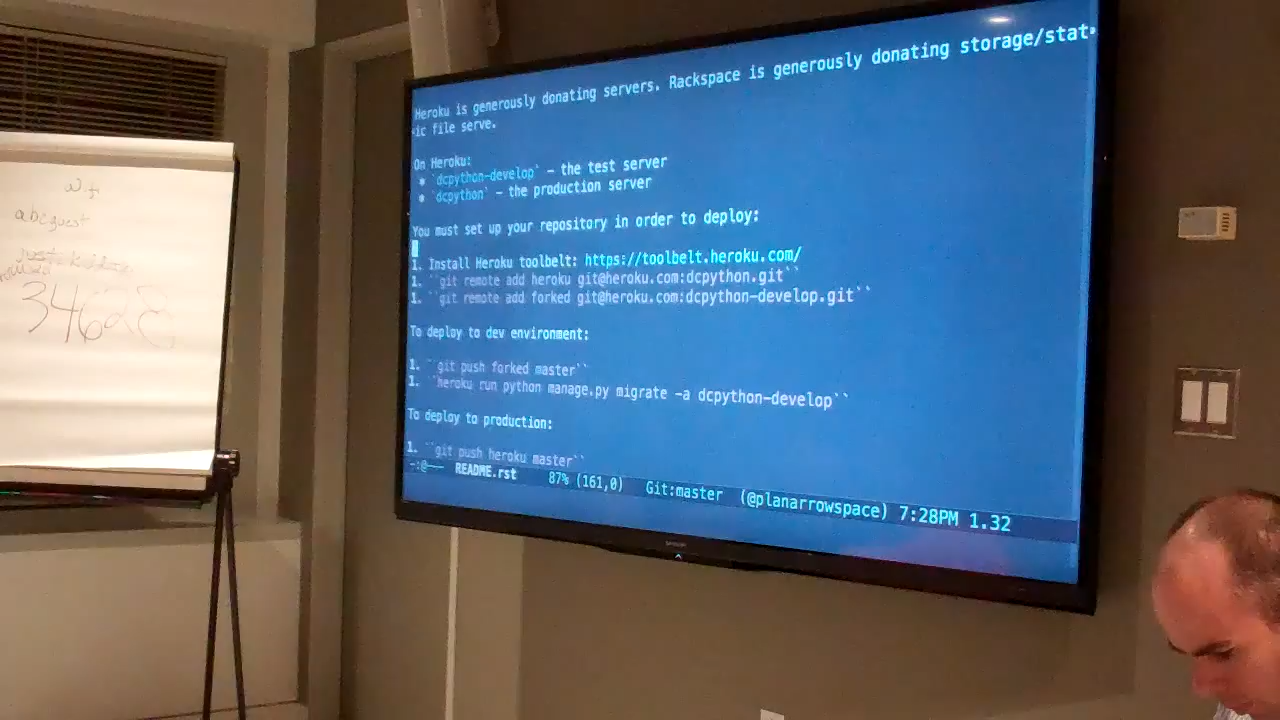 Wifi
abcguest
34628
Heroku is generously donating servers. Rackspace is generously donating storage/stat
ic file serve.
On Heroku:
* `dcpython-develop` - the test server
* `dcpython` - the production server
You must set up your repository in order to deploy:
1. Install Heroku toolbelt: https://toolbelt.heroku.com/
1. ``git remote add heroku git@heroku.com:dcpython.git``
1. ``git remote add forked git@heroku.com:dcpython-develop.git``
To deploy to dev environment:
1. ``git push forked master``
1. `heroku run python manage.py migrate -a dcpython-develop``
To deploy to production:
1. ``git push heroku master``
-:@--- README.rst 87% (161,0) Git:master (@planarrowspace) 7:28PM 1.32
SHARP